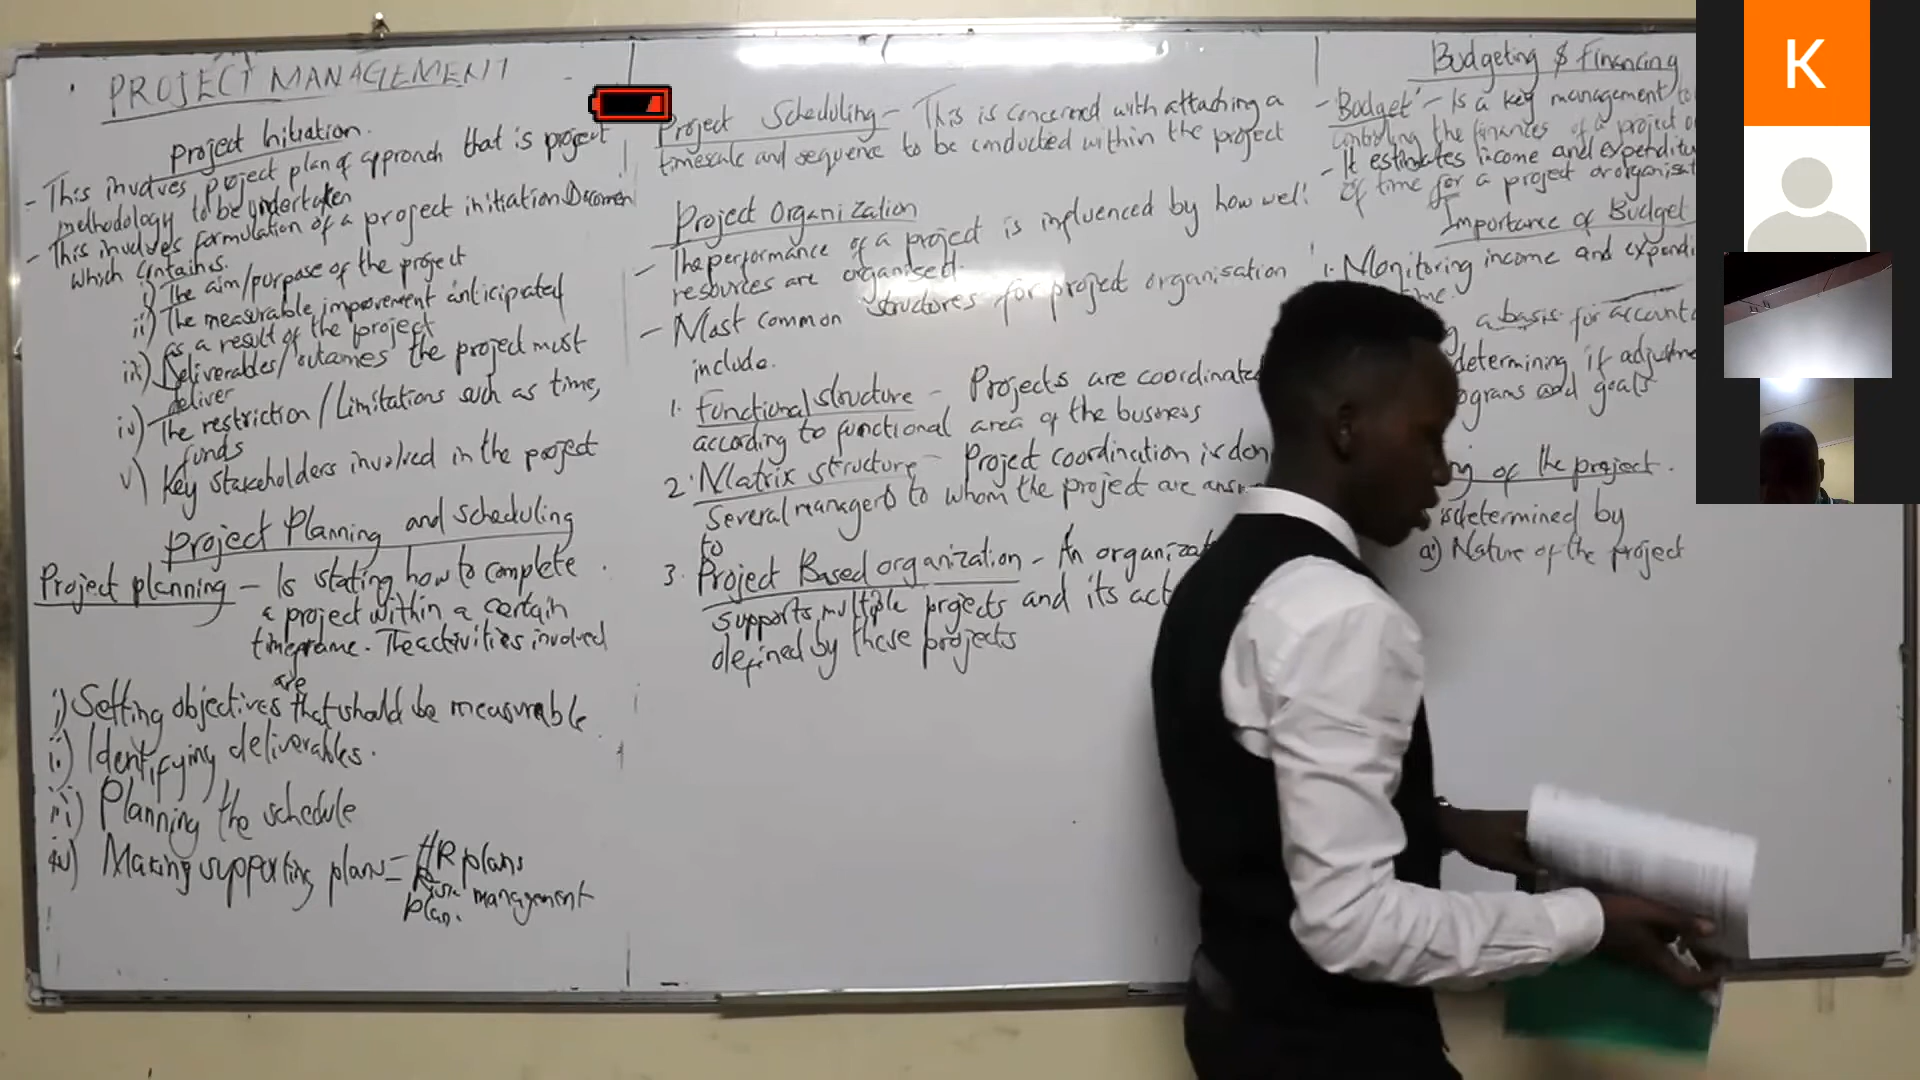 PROJECT MANAGEMENT
Project Initiation.
- This involves project plan of approach that is project
methodology to be undertaken
- This involves formulation of a project initiation Documen
which contains.
i) The aim/purpose of the project
ii) The measurable improvement anticipated
as a result of the project
iii) Deliverables/outcomes the project must
deliver
iv) The restriction/Limitations such as time,
funds
v) Key stakeholders involved in the project
Project Planning and scheduling
Project planning - Is stating how to complete
a project within a certain
timeframe. The activities involved
are
i) Setting objectives that should be measurable
ii) Identifying deliverables.
iii) Planning the schedule
iv) Making supporting plans = HR plans
Risk management
plan.
Project Scheduling - This is concerned with attaching a
timescale and sequence to be conducted within the project
Project Organization
- The performance of a project is influenced by how well
resources are organised.
- Most common structures for project organisation
include.
1. Functional structure - Projects are coordinated
according to functional area of the business
2. Matrix structure - Project coordination is don
several managers to whom the project are answ
to
3. Project Based organization - An organizat
supports multiple projects and its act
defined by these projects
Budgeting & Financing
- Budget - Is a key management to
controlling the finances of a project o
- It estimates income and expenditu
of time for a project or organisat
Importance of Budget
1. Monitoring income and expendi
time.
a basis for account
determining if adjustme
ograms and goals
g of the project.
is determined by
a) Nature of the project
K